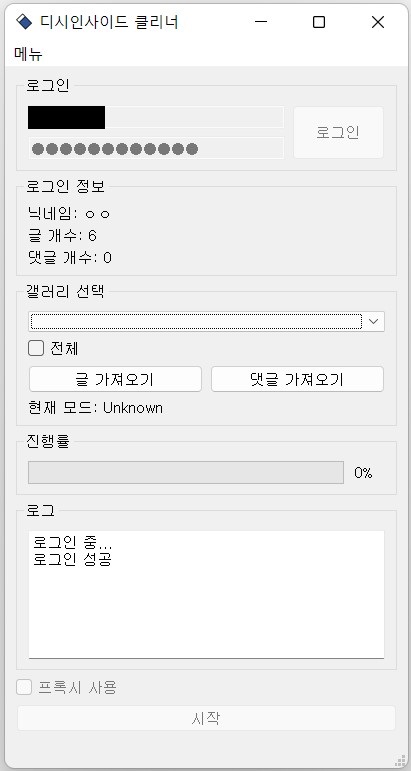 디시인사이드 클리너
메뉴
로그인
로그인
로그인 정보
닉네임: ㅇㅇ
글 개수: 6
댓글 개수: 0
갤러리 선택
전체
글 가져오기
댓글 가져오기
현재 모드: Unknown
진행률
0%
로그
로그인 중...
로그인 성공
프록시 사용
시작